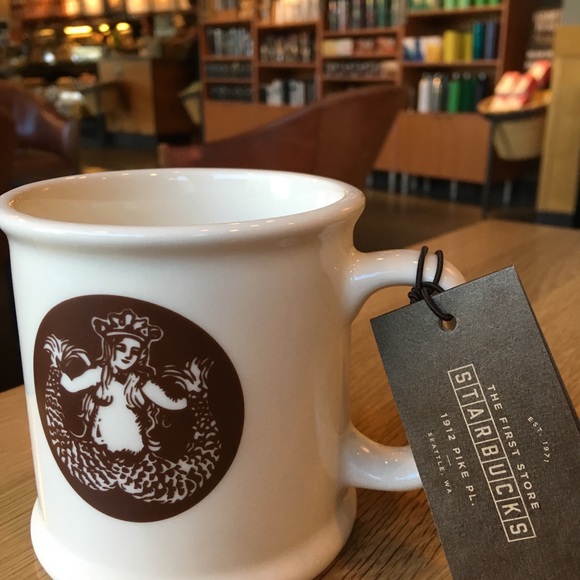 EST. 1971
THE FIRST STORE
STARBUCKS
1912 PIKE PL.
SEATTLE, WA